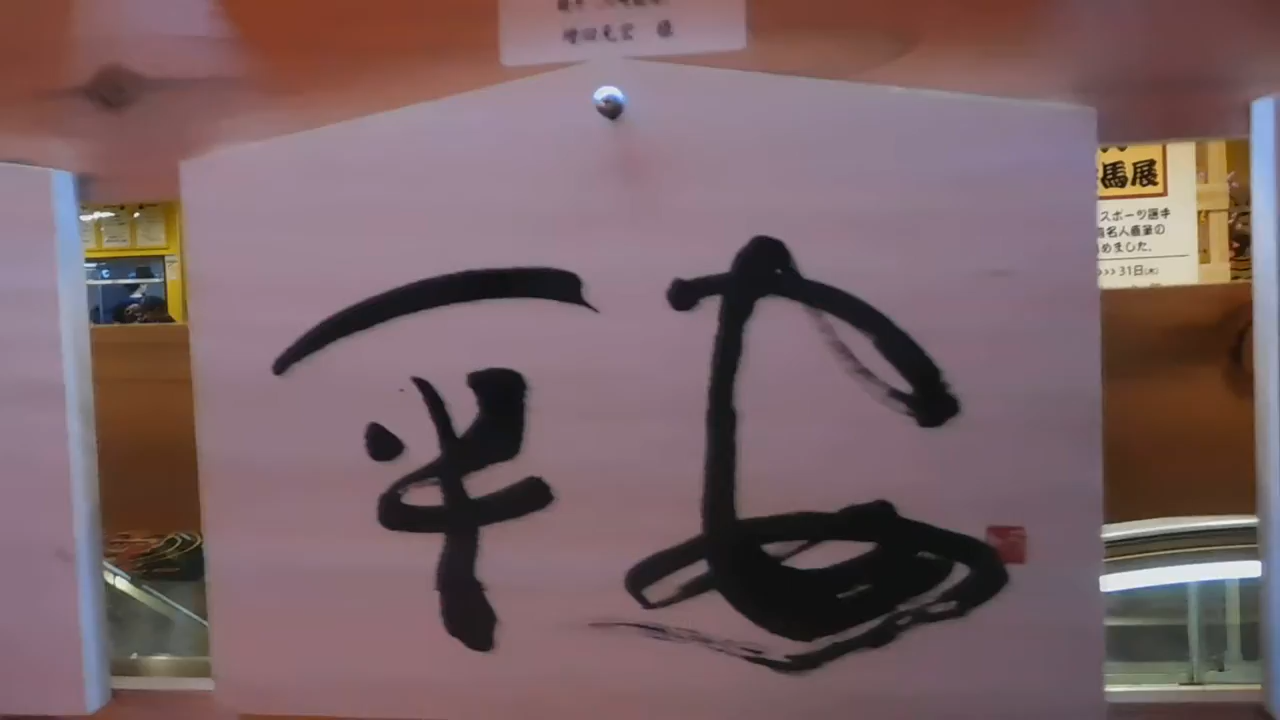 平安
馬展
スポーツ選手
名人直筆の
めました。
>>>31日(木)